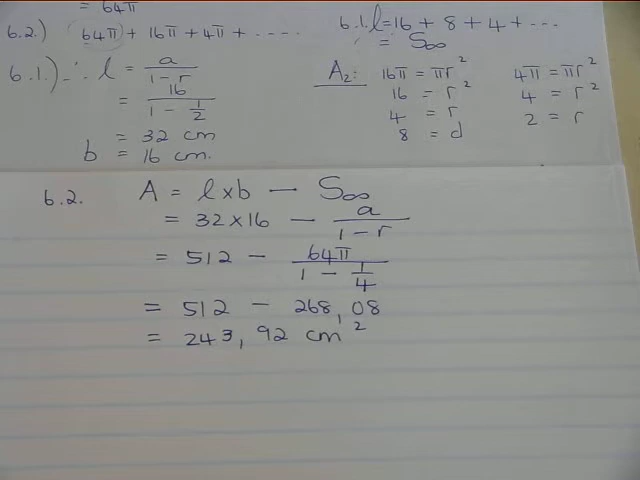 = 64π
6.2.) 64π + 16π + 4π + ....
6.1. l = 16 + 8 + 4 + ...
= S∞
6.1.) ∴ l = a / 1 - r
= 16 / 1 - 1/2
= 32 cm
b = 16 cm.
A2: 16π = πr²
16 = r²
4 = r
8 = d
4π = πr²
4 = r²
2 = r
6.2. A = l x b - S∞
= 32 x 16 - a / 1 - r
= 512 - 64π / 1 - 1/4
= 512 - 268,08
= 243,92 cm²